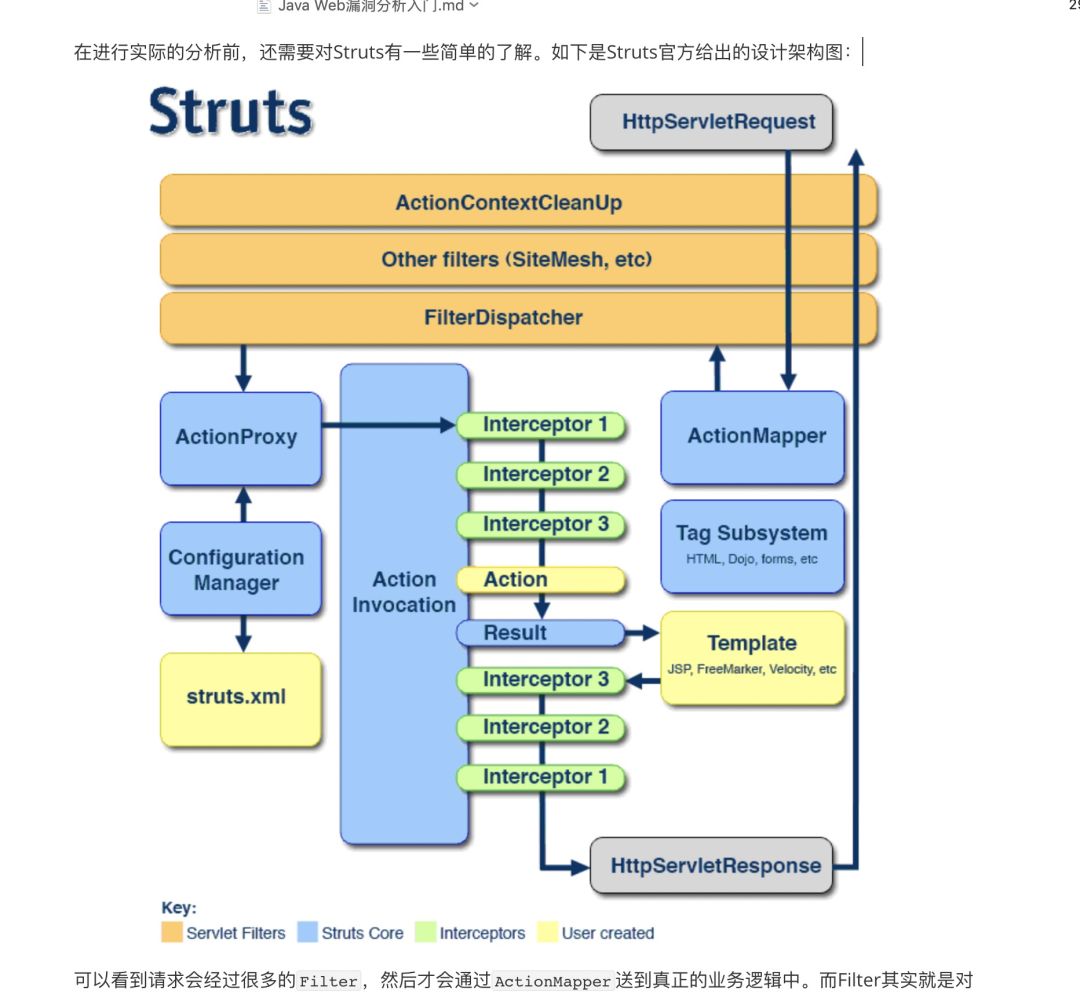 Java Web漏洞分析入门.md
在进行实际的分析前，还需要对Struts有一些简单的了解。如下是Struts官方给出的设计架构图：
Struts
HttpServletRequest
ActionContextCleanUp
Other filters (SiteMesh, etc)
FilterDispatcher
ActionProxy
Interceptor 1
ActionMapper
Interceptor 2
Interceptor 3
Tag Subsystem
HTML, Dojo, forms, etc
Configuration
Manager
Action
Invocation
Action
Result
Template
JSP, FreeMarker, Velocity, etc
struts.xml
Interceptor 3
Interceptor 2
Interceptor 1
HttpServletResponse
Key:
Servlet Filters
Struts Core
Interceptors
User created
可以看到请求会经过很多的Filter，然后才会通过ActionMapper送到真正的业务逻辑中。而Filter其实就是对